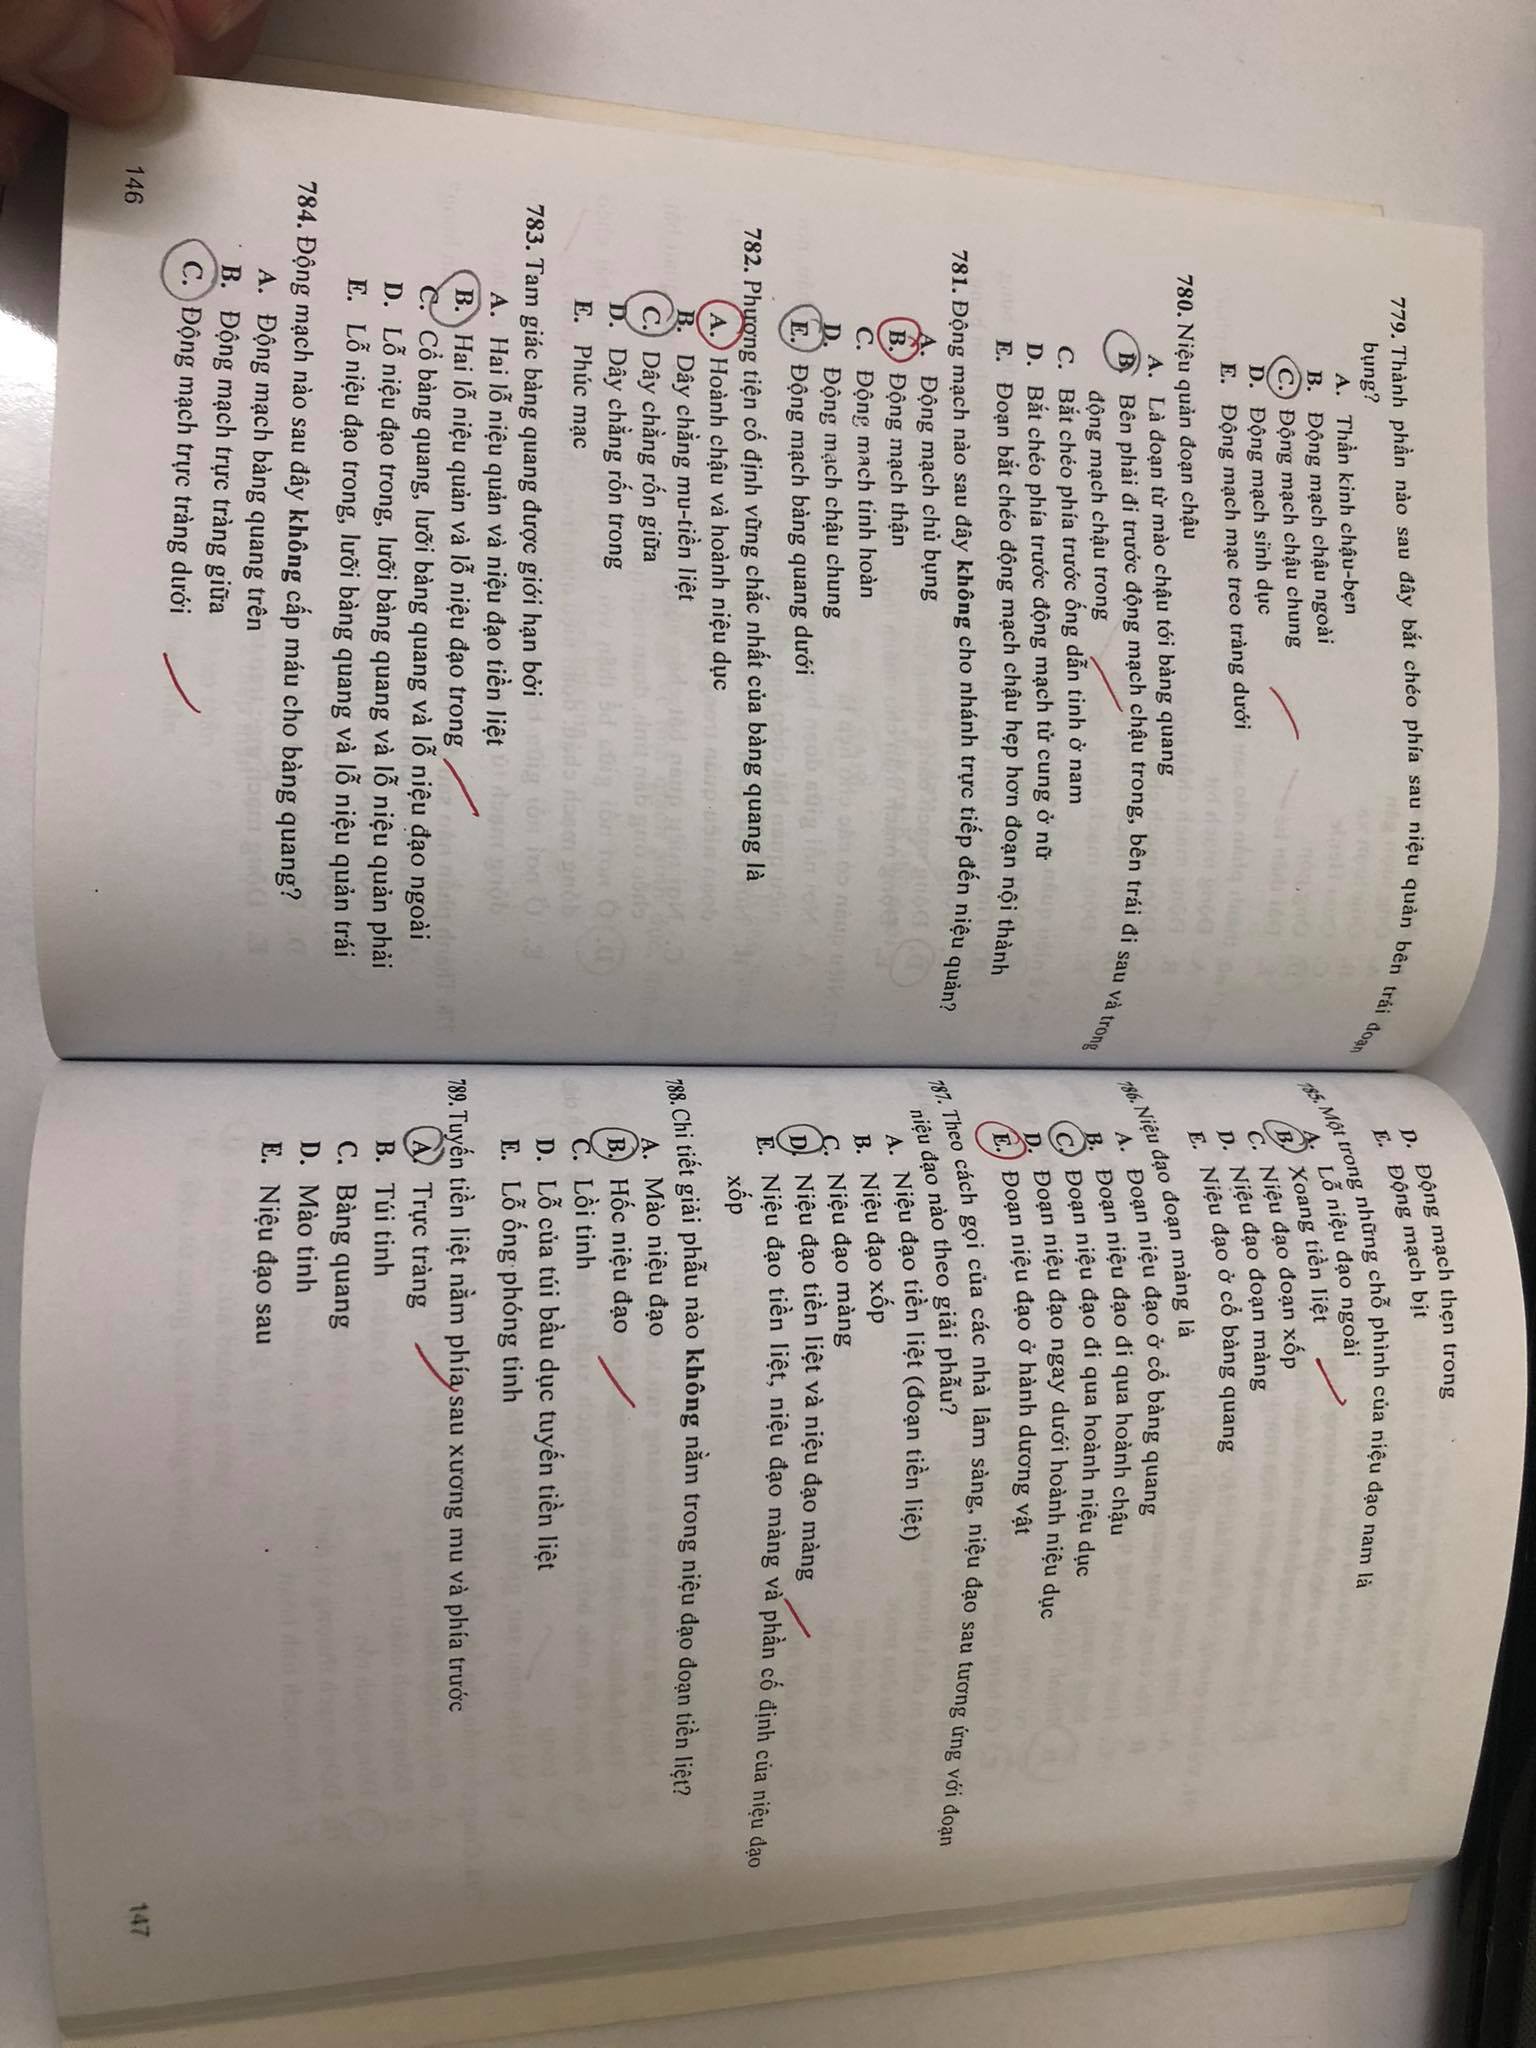 779. Thành phần nào sau đây bắt chéo phía sau niệu quản bên trái đoạn
bụng?
A. Thần kinh chậu-bẹn
B. Động mạch chậu ngoài
C. Động mạch chậu chung
D. Động mạch sinh dục
E. Động mạch mạc treo tràng dưới
780. Niệu quản đoạn chậu
A. Là đoạn từ mào chậu tới bàng quang
B. Bên phải đi trước động mạch chậu trong, bên trái đi sau và trong
động mạch chậu trong
C. Bắt chéo phía trước ống dẫn tinh ở nam
D. Bắt chéo phía trước động mạch tử cung ở nữ
E. Đoạn bắt chéo động mạch chậu hẹp hơn đoạn nội thành
781. Động mạch nào sau đây không cho nhánh trực tiếp đến niệu quản?
A. Động mạch chủ bụng
B. Động mạch thận
C. Động mạch tinh hoàn
D. Động mạch chậu chung
E. Động mạch bàng quang dưới
782. Phương tiện cố định vững chắc nhất của bàng quang là
A. Hoành chậu và hoành niệu dục
B. Dây chằng mu-tiền liệt
C. Dây chằng rốn giữa
D. Dây chằng rốn trong
E. Phúc mạc
783. Tam giác bàng quang được giới hạn bởi
A. Hai lỗ niệu quản và niệu đạo tiền liệt
B. Hai lỗ niệu quản và lỗ niệu đạo trong
C. Cổ bàng quang, lưỡi bàng quang và lỗ niệu đạo ngoài
D. Lỗ niệu đạo trong, lưỡi bàng quang và lỗ niệu quản phải
E. Lỗ niệu đạo trong, lưỡi bàng quang và lỗ niệu quản trái
784. Động mạch nào sau đây không cấp máu cho bàng quang?
A. Động mạch bàng quang trên
B. Động mạch trực tràng giữa
C. Động mạch trực tràng dưới
146
D. Động mạch thẹn trong
E. Động mạch bịt
785. Một trong những chỗ phình của niệu đạo nam là
A. Lỗ niệu đạo ngoài
B. Xoang tiền liệt
C. Niệu đạo đoạn xốp
D. Niệu đạo đoạn màng
E. Niệu đạo ở cổ bàng quang
786. Niệu đạo đoạn màng là
A. Đoạn niệu đạo ở cổ bàng quang
B. Đoạn niệu đạo đi qua hoành chậu
C. Đoạn niệu đạo đi qua hoành niệu dục
D. Đoạn niệu đạo ngay dưới hoành niệu dục
E. Đoạn niệu đạo ở hành dương vật
787. Theo cách gọi của các nhà lâm sàng, niệu đạo sau tương ứng với đoạn
niệu đạo nào theo giải phẫu?
A. Niệu đạo tiền liệt (đoạn tiền liệt)
B. Niệu đạo xốp
C. Niệu đạo màng
D. Niệu đạo tiền liệt và niệu đạo màng
E. Niệu đạo tiền liệt, niệu đạo màng và phần cố định của niệu đạo
xốp
788. Chi tiết giải phẫu nào không nằm trong niệu đạo đoạn tiền liệt?
A. Mào niệu đạo
B. Hốc niệu đạo
C. Lồi tinh
D. Lỗ của túi bầu dục tuyến tiền liệt
E. Lỗ ống phóng tinh
789. Tuyến tiền liệt nằm phía sau xương mu và phía trước
A. Trực tràng
B. Túi tinh
C. Bàng quang
D. Mào tinh
E. Niệu đạo sau
147